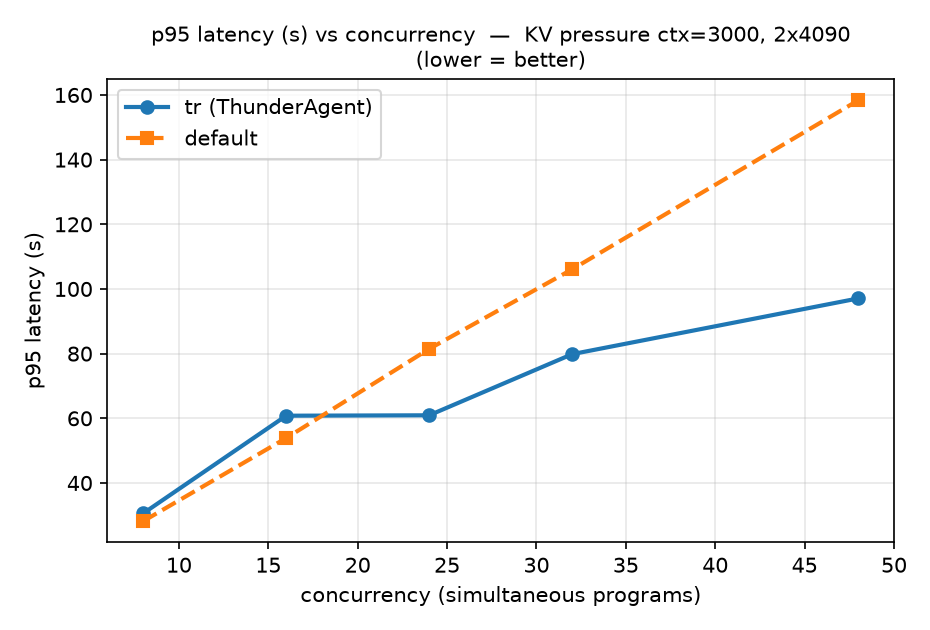 p95 latency (s) vs concurrency — KV pressure ctx=3000, 2x4090
(lower = better)
tr (ThunderAgent)
default
p95 latency (s)
160
140
120
100
80
60
40
10 15 20 25 30 35 40 45 50
concurrency (simultaneous programs)